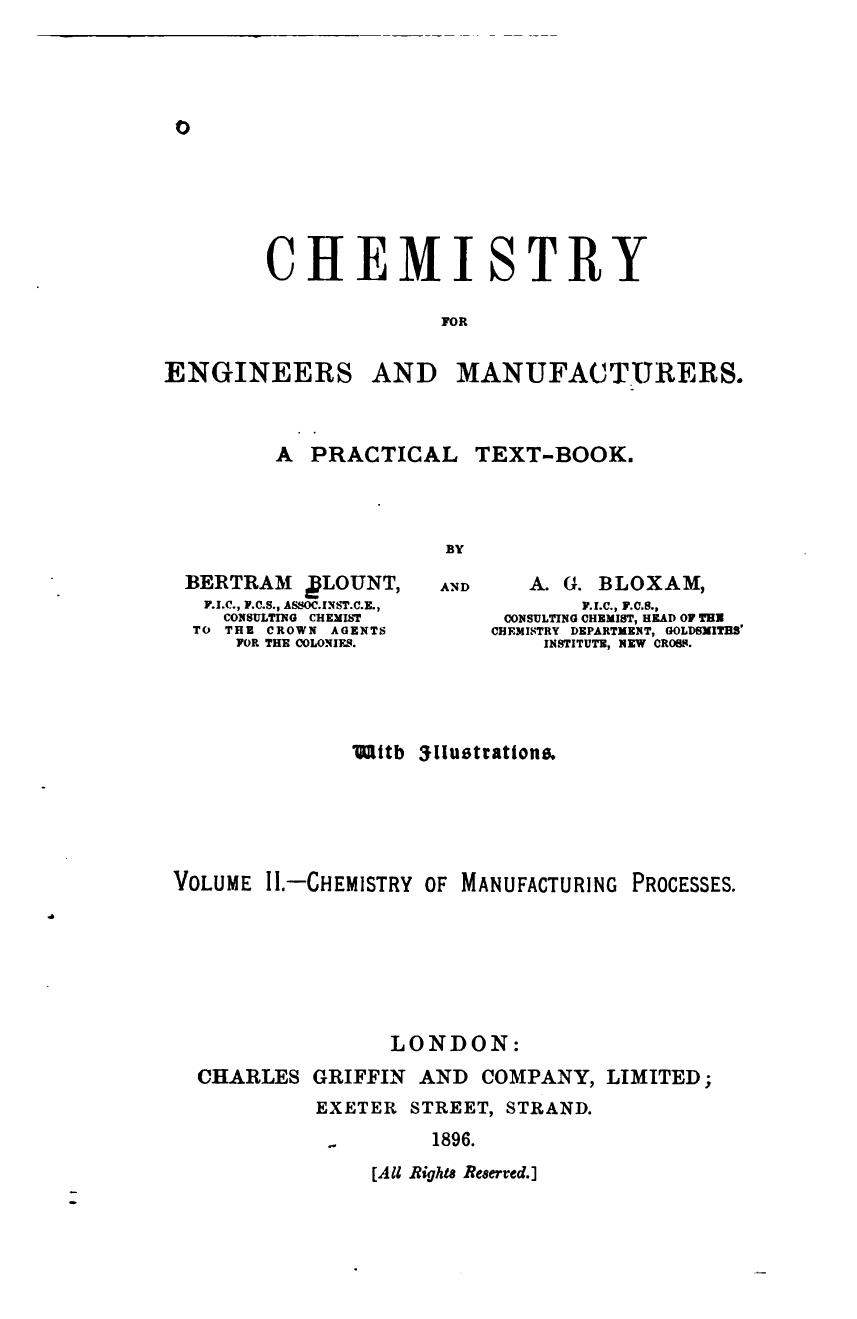 CHEMISTRY
FOR
ENGINEERS AND MANUFACTURERS.
A PRACTICAL TEXT-BOOK.
BY
BERTRAM BLOUNT,
F.I.C., F.C.S., ASSOC.INST.C.E.,
CONSULTING CHEMIST
TO THE CROWN AGENTS
FOR THE COLONIES.
AND
A. G. BLOXAM,
F.I.C., F.C.S.,
CONSULTING CHEMIST, HEAD OF THE
CHEMISTRY DEPARTMENT, GOLDSMITHS'
INSTITUTE, NEW CROSS.
With Illustrations.
VOLUME II.—CHEMISTRY OF MANUFACTURING PROCESSES.
LONDON:
CHARLES GRIFFIN AND COMPANY, LIMITED;
EXETER STREET, STRAND.
1896.
[All Rights Reserved.]